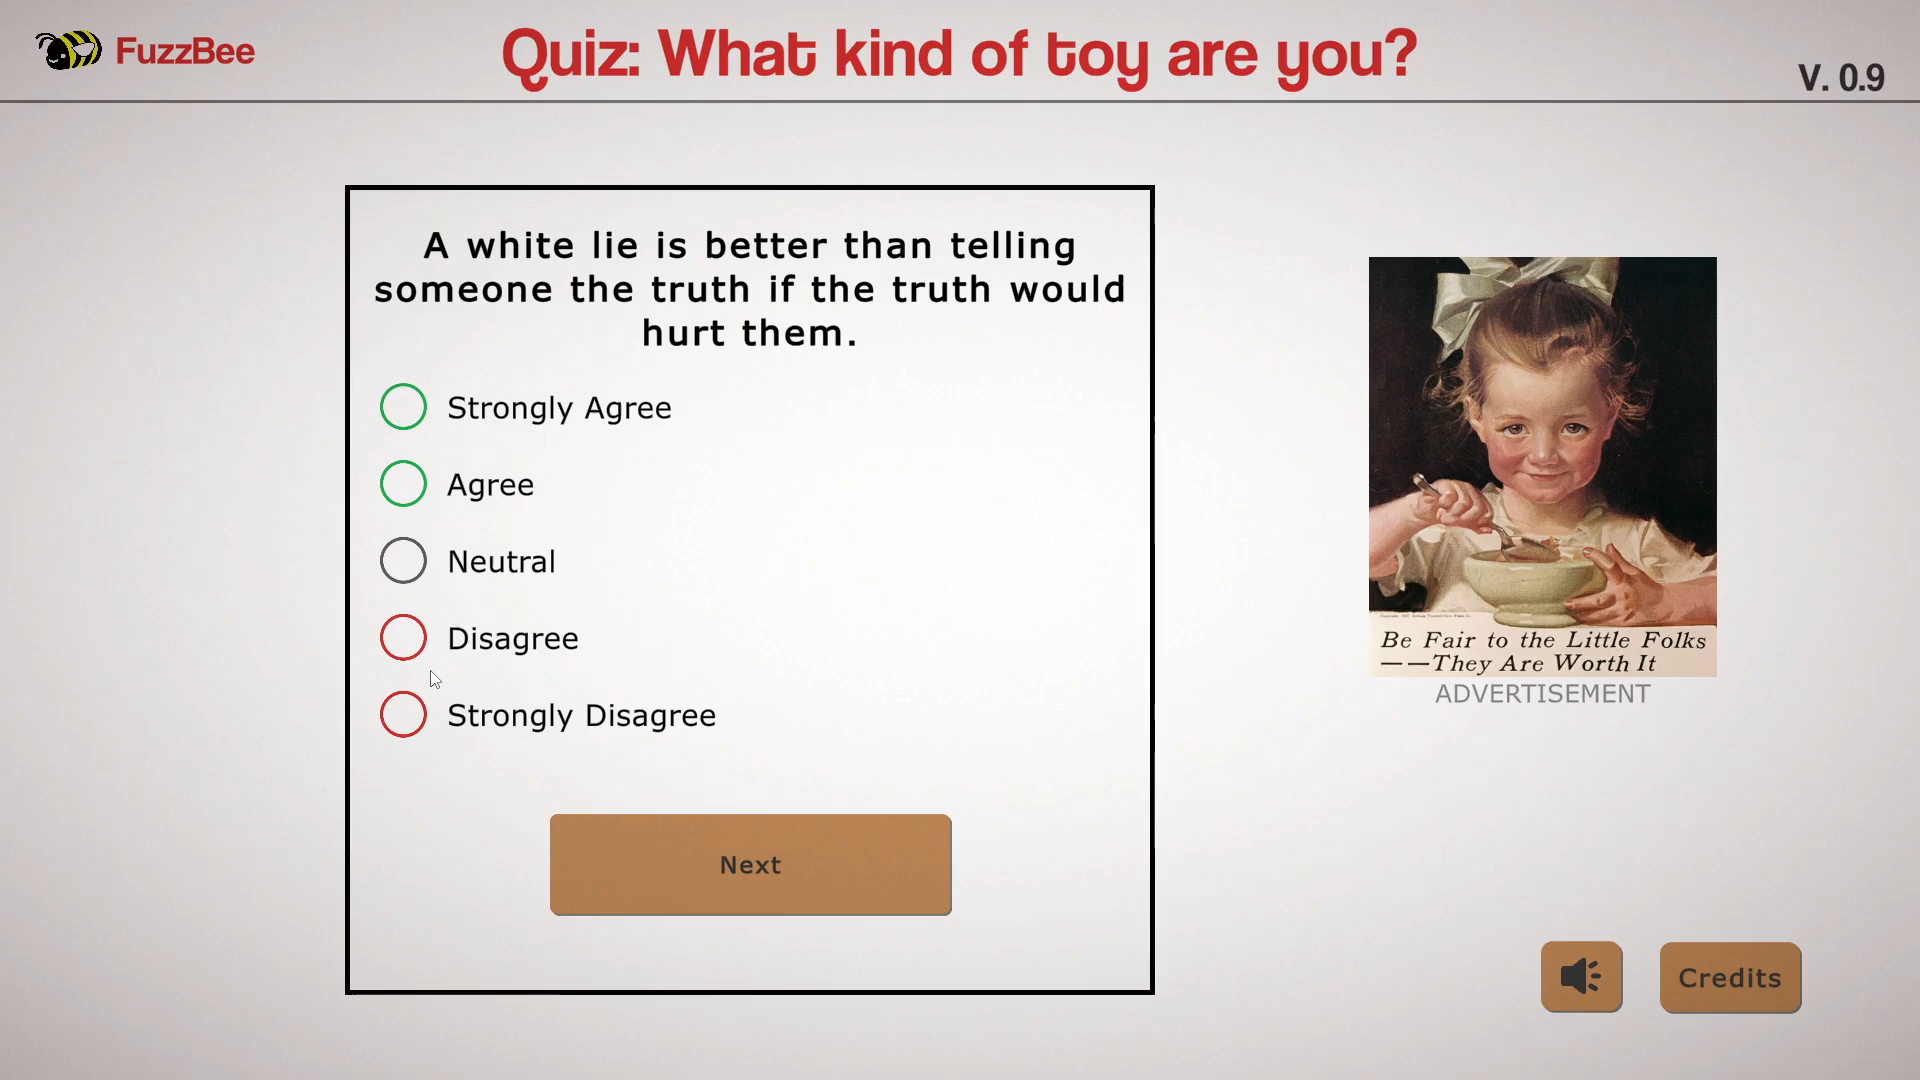 FuzzBee
Quiz: What kind of toy are you?
V. 0.9
A white lie is better than telling
someone the truth if the truth would
hurt them.
Strongly Agree
Agree
Neutral
Disagree
Strongly Disagree
Next
Be Fair to the Little Folks
——They Are Worth It
ADVERTISEMENT
Credits